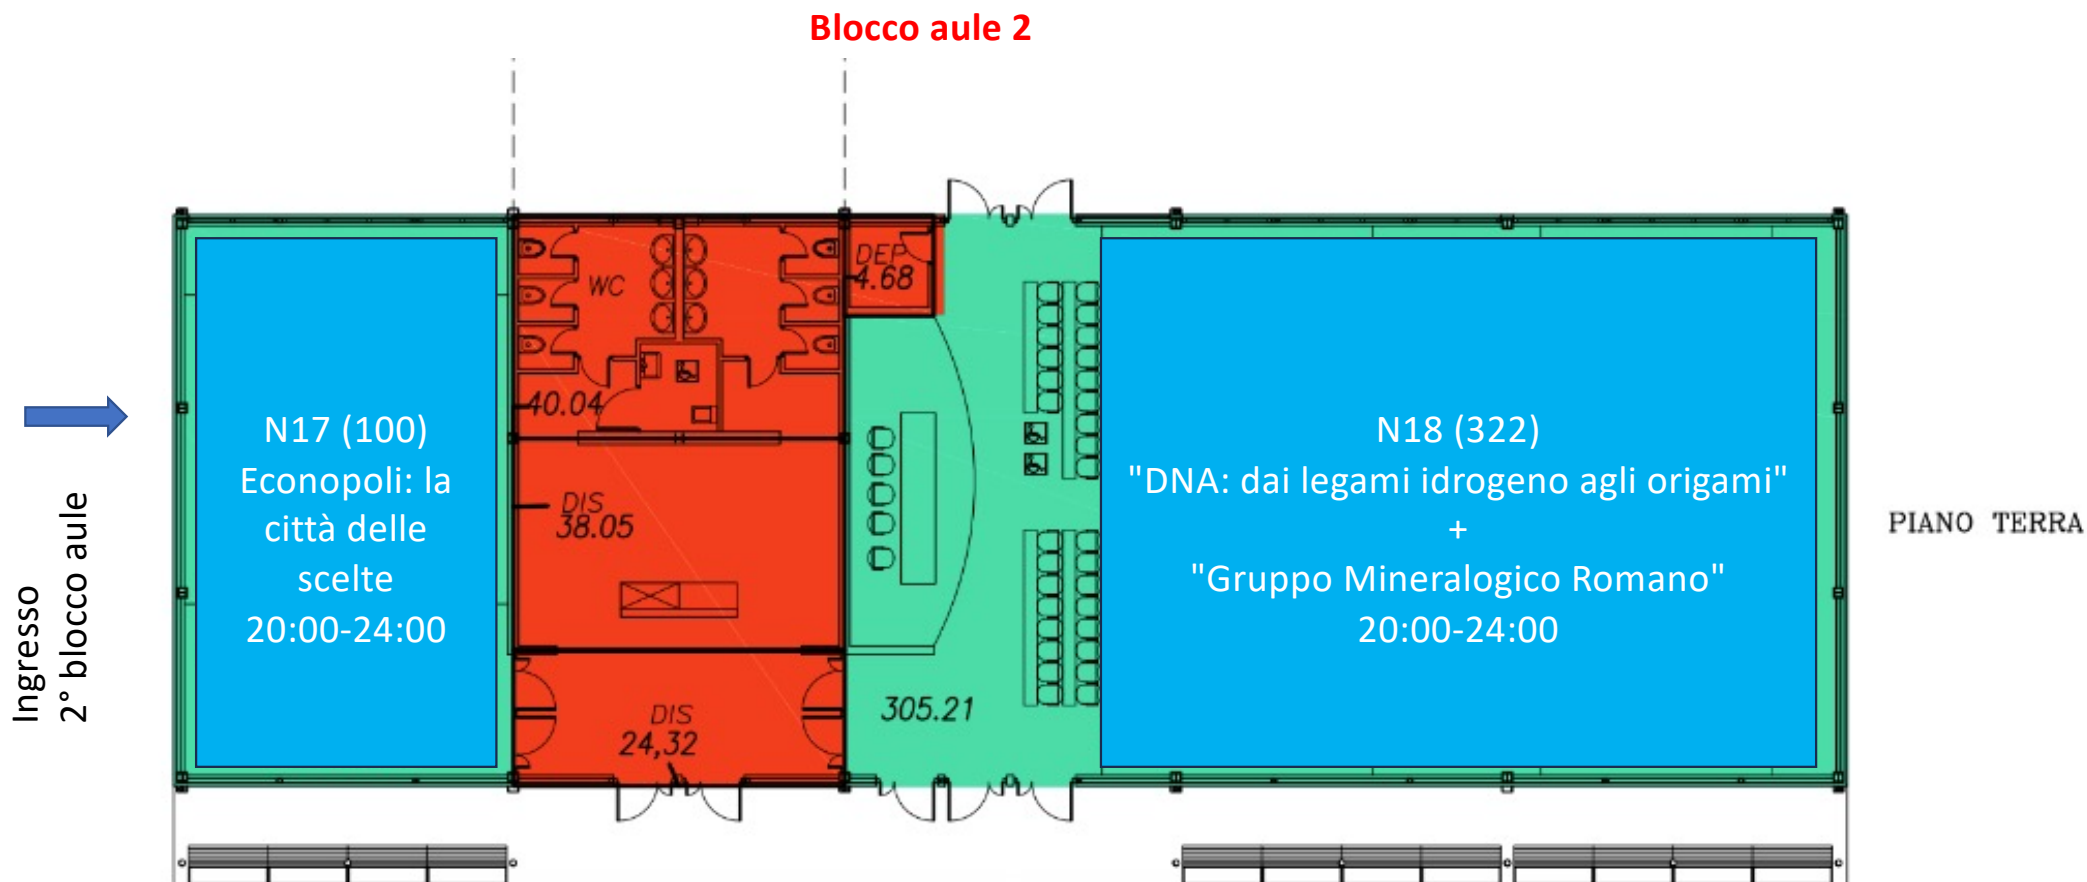 Blocco aule 2
DEP
4.68
WC
40.04
N17 (100)
Econopoli: la
città delle
scelte
20:00-24:00
N18 (322)
"DNA: dai legami idrogeno agli origami"
+
"Gruppo Mineralogico Romano"
20:00-24:00
DIS
38.05
PIANO TERRA
Ingresso
2° blocco aule
305.21
DIS
24,32